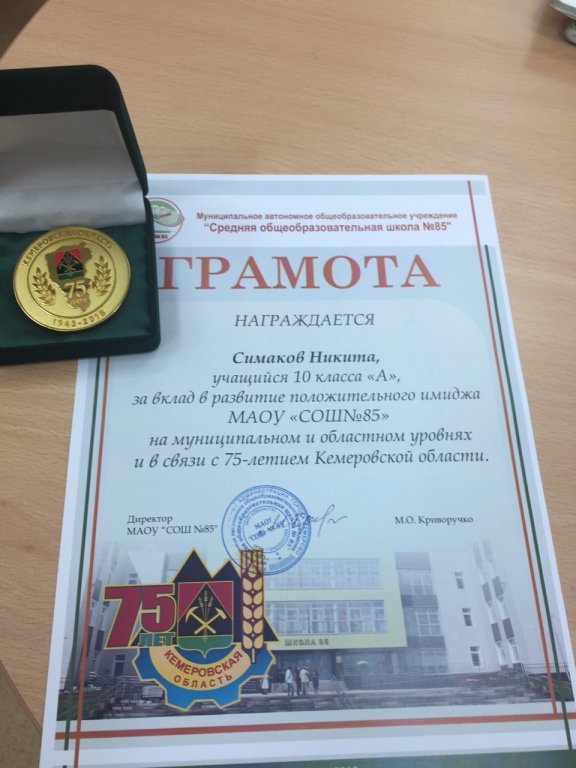 КЕМЕРОВСКАЯ ОБЛАСТЬ
75
1943-2018
Муниципальное автономное общеобразовательное учреждение
"Средняя общеобразовательная школа №85"
ГРАМОТА
НАГРАЖДАЕТСЯ
Симаков Никита,
учащийся 10 класса «А»,
за вклад в развитие положительного имиджа
МАОУ «СОШ№85»
на муниципальном и областном уровнях
и в связи с 75-летием Кемеровской области.
Директор
МАОУ "СОШ №85"
М.О. Криворучко
МАОУ
ШКОЛА 85
75
ЛЕТ
КЕМЕРОВСКАЯ
ОБЛАСТЬ